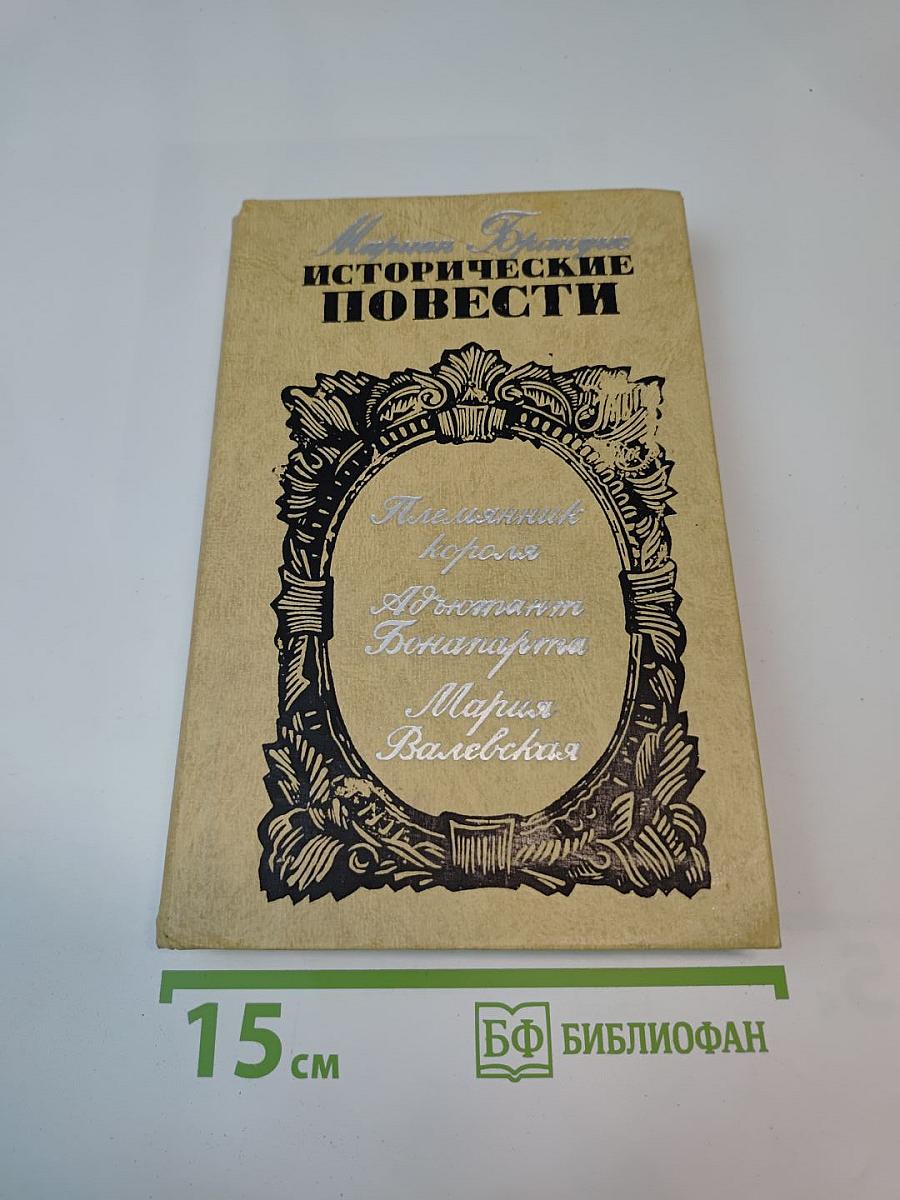 Мариан Брандыс
ИСТОРИЧЕСКИЕ
ПОВЕСТИ
Племянник
короля
Адъютант
Бонапарта
Мария
Валевская
15 см
БФ БИБЛИОФАН